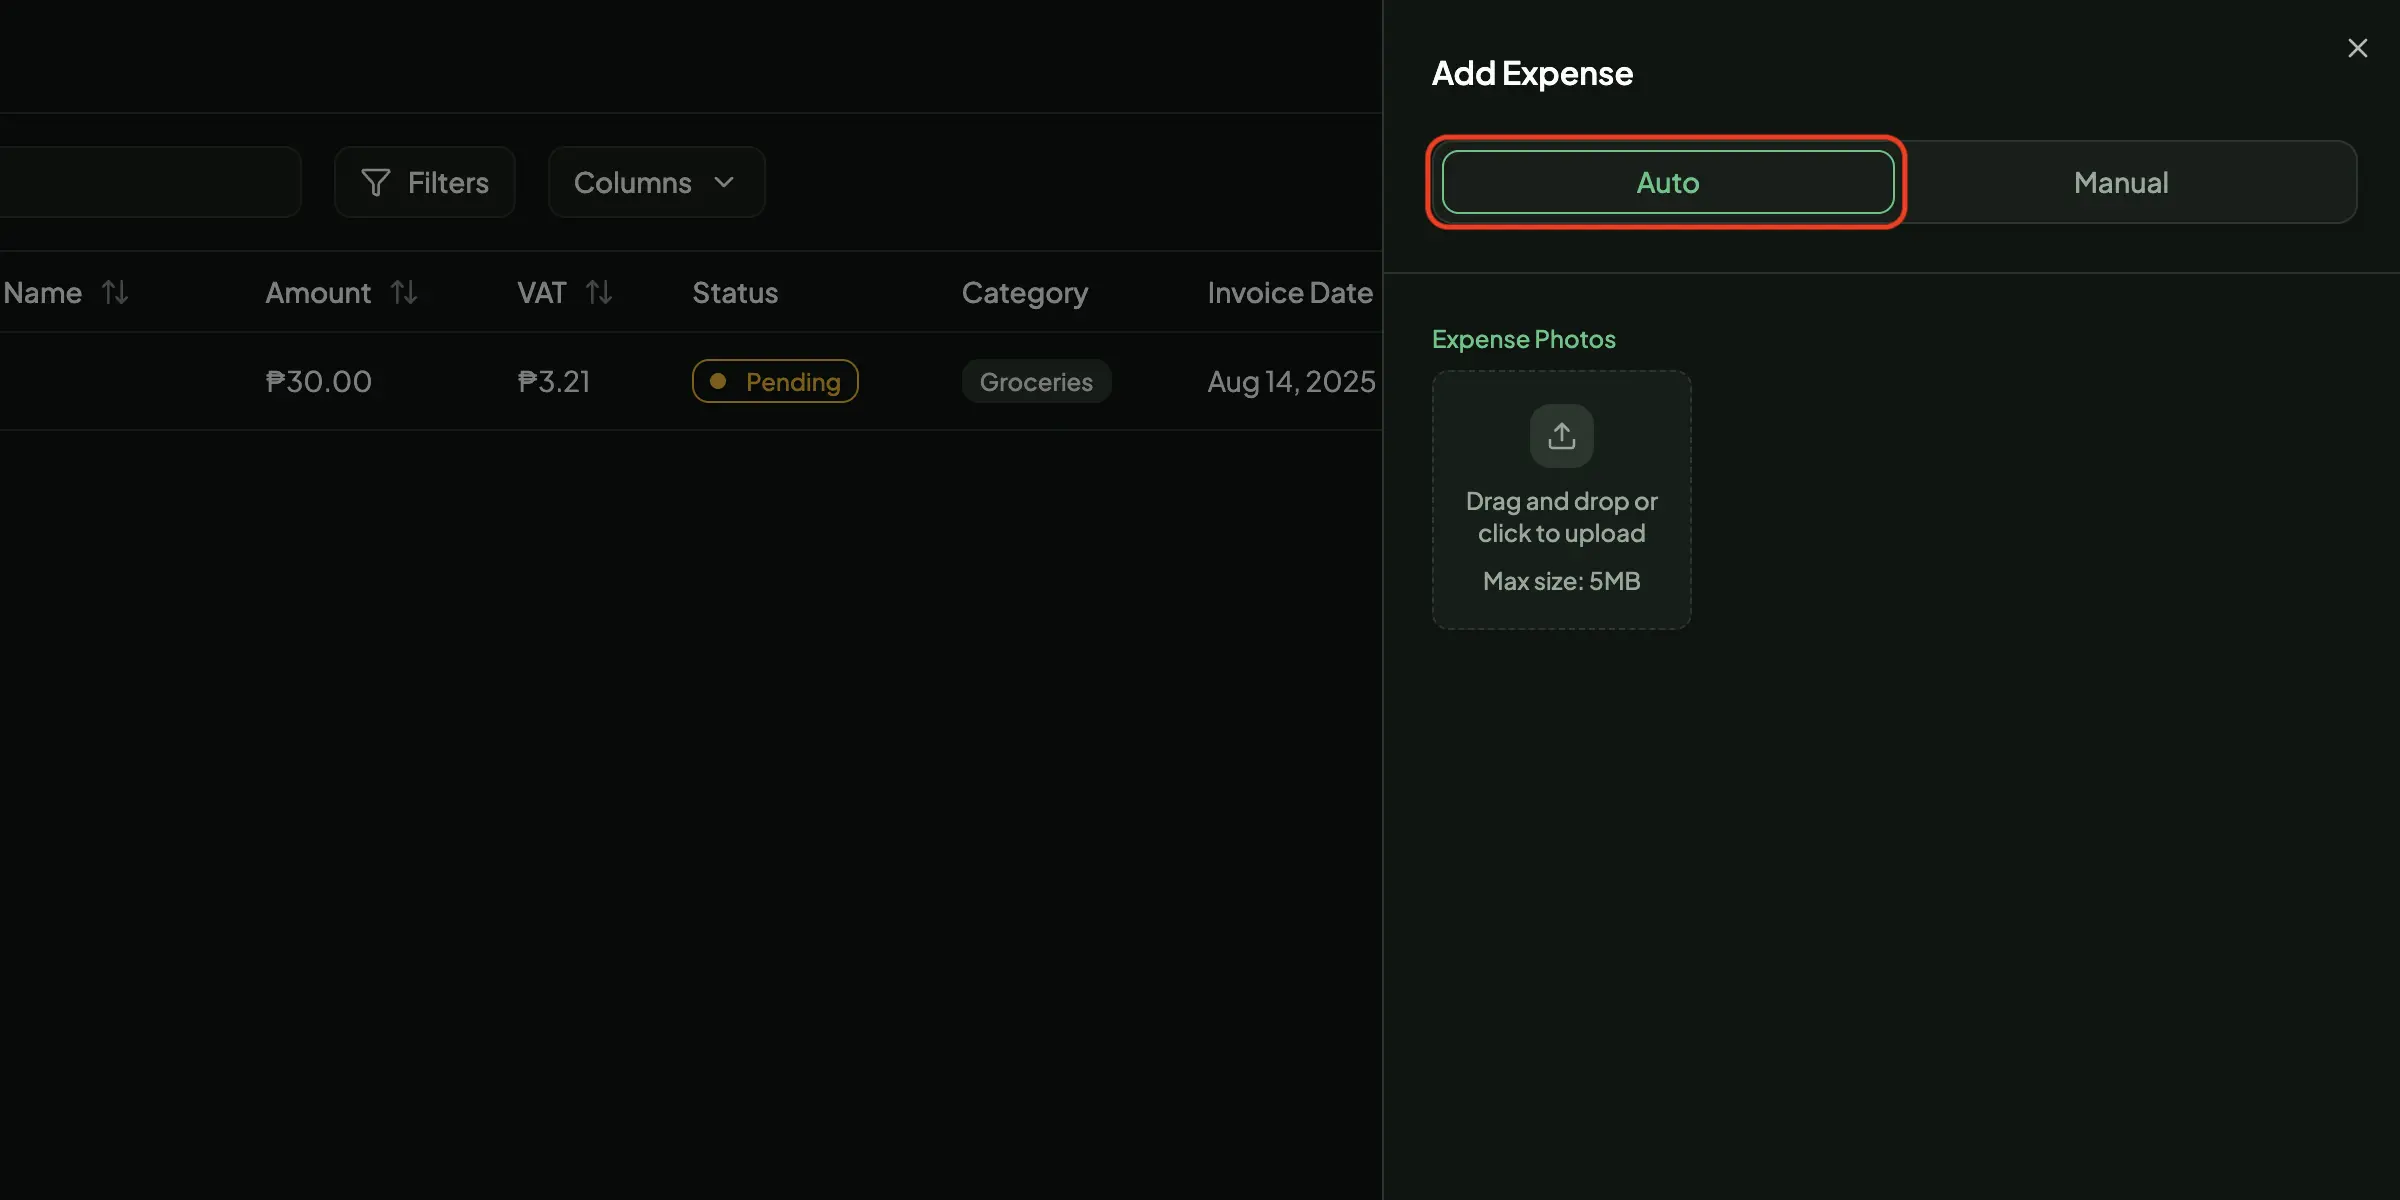 Add Expense
Auto
Manual
Filters
Columns
Name
Amount
VAT
Status
Category
Invoice Date
₱30.00
₱3.21
Pending
Groceries
Aug 14, 2025
Expense Photos
Drag and drop or
click to upload
Max size: 5MB